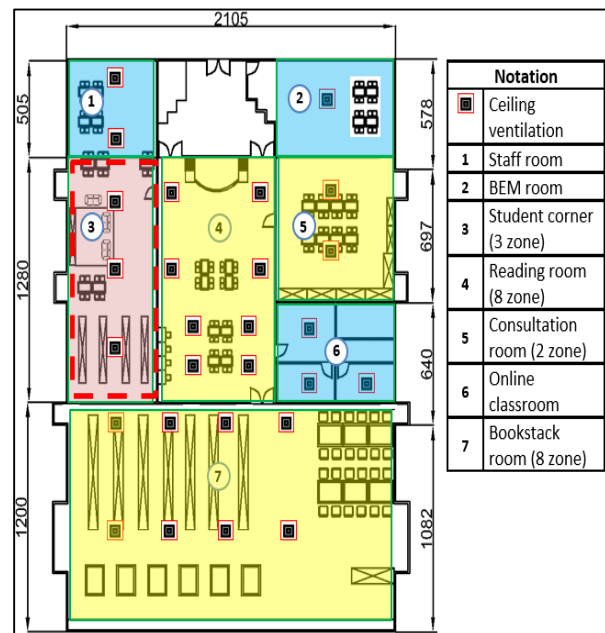 2105
505
1280
1200
578
697
640
1082
1
2
3
4
5
6
7
Notation
Ceiling
ventilation
1 Staff room
2 BEM room
3 Student corner
(3 zone)
4 Reading room
(8 zone)
5 Consultation
room (2 zone)
6 Online
classroom
7 Bookstack
room (8 zone)